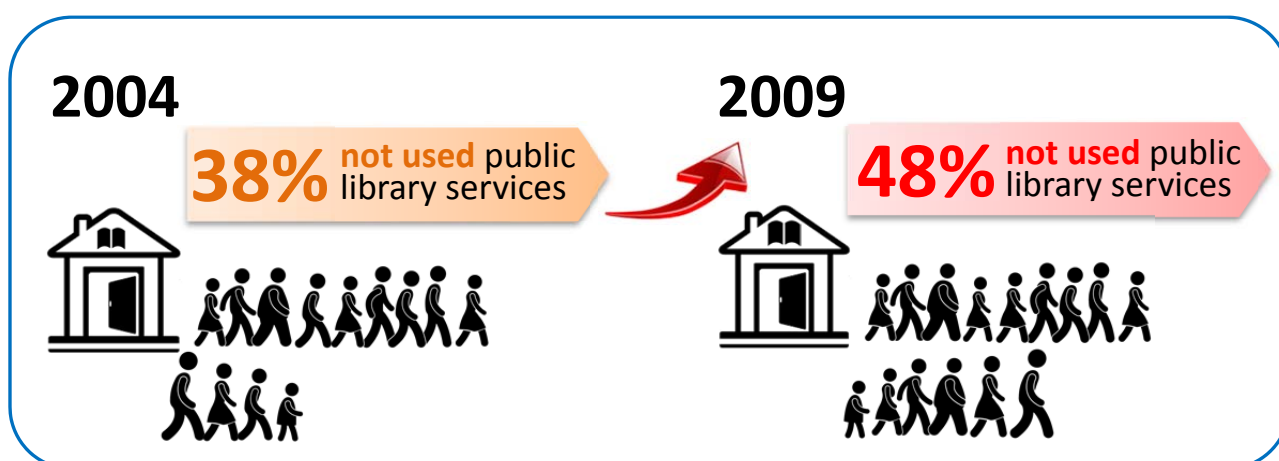 2004
38% not used public
library services
2009
48% not used public
library services